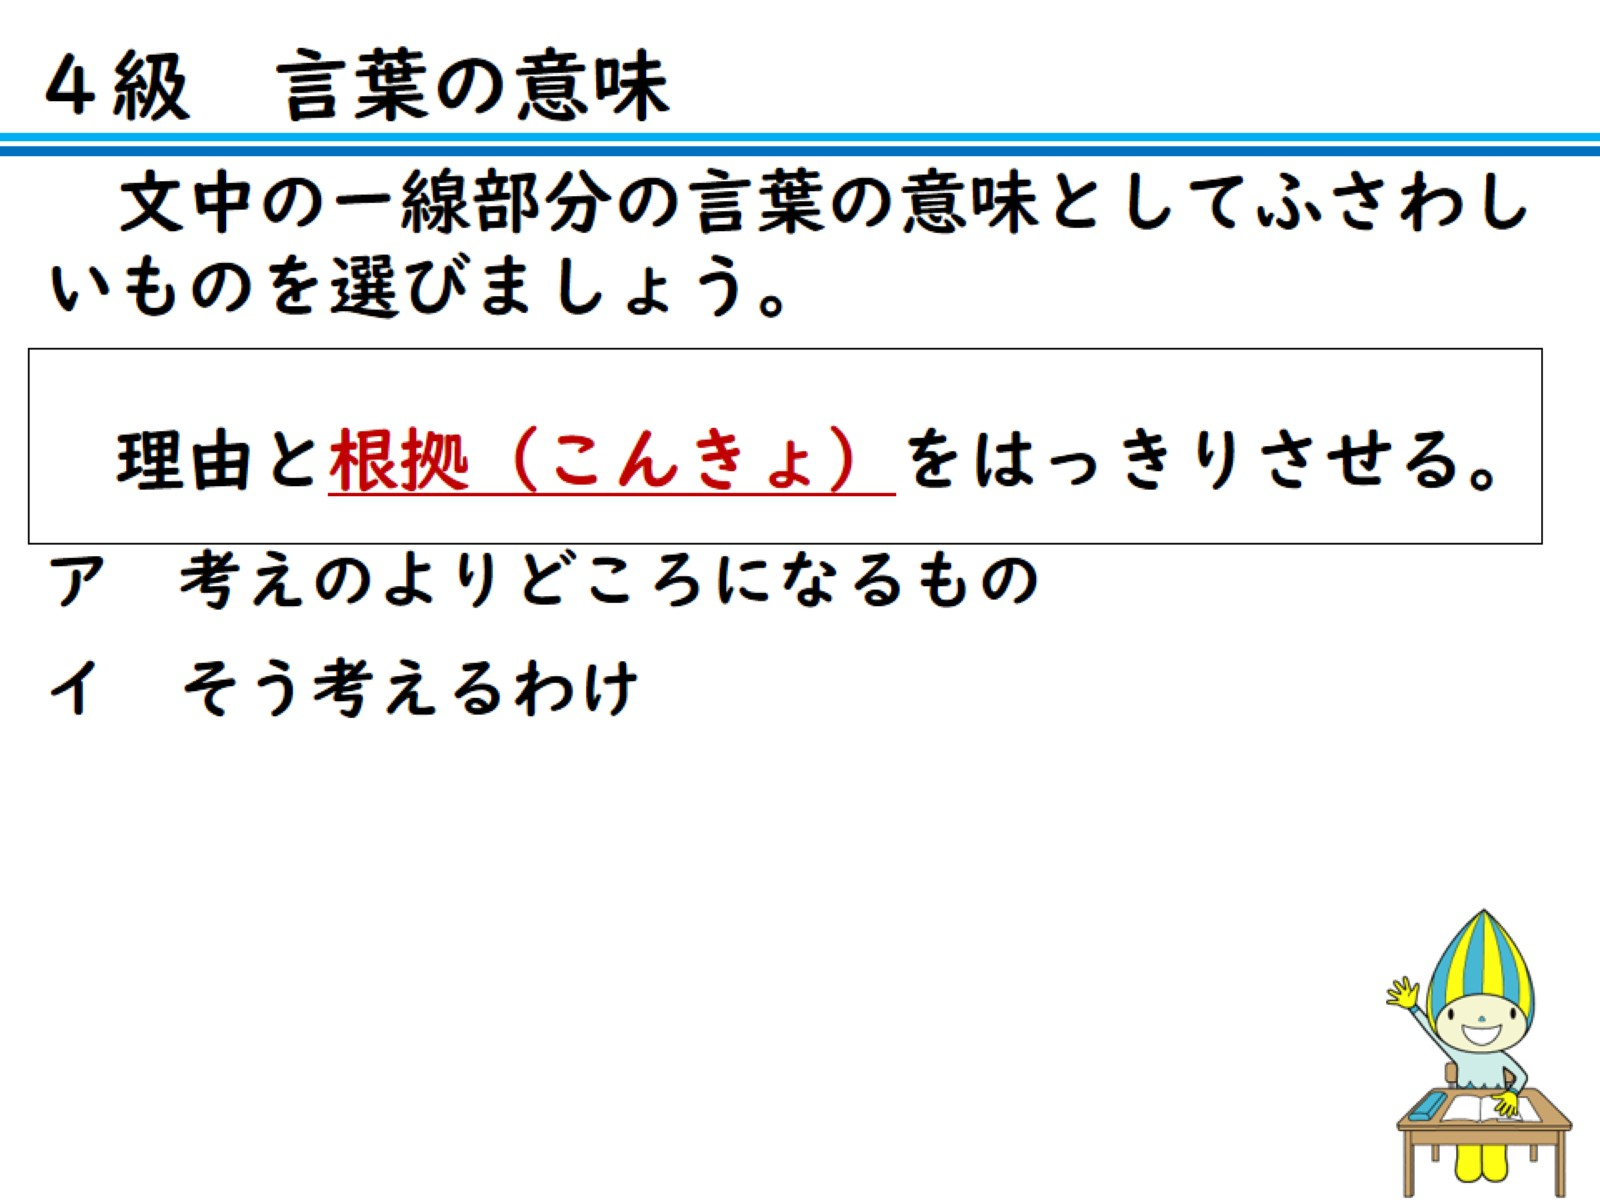 ４級　言葉の意味
　文中の一線部分の言葉の意味としてふさわし
いものを選びましょう。
理由と根拠（こんきょ）をはっきりさせる。
ア　考えのよりどころになるもの
イ　そう考えるわけ